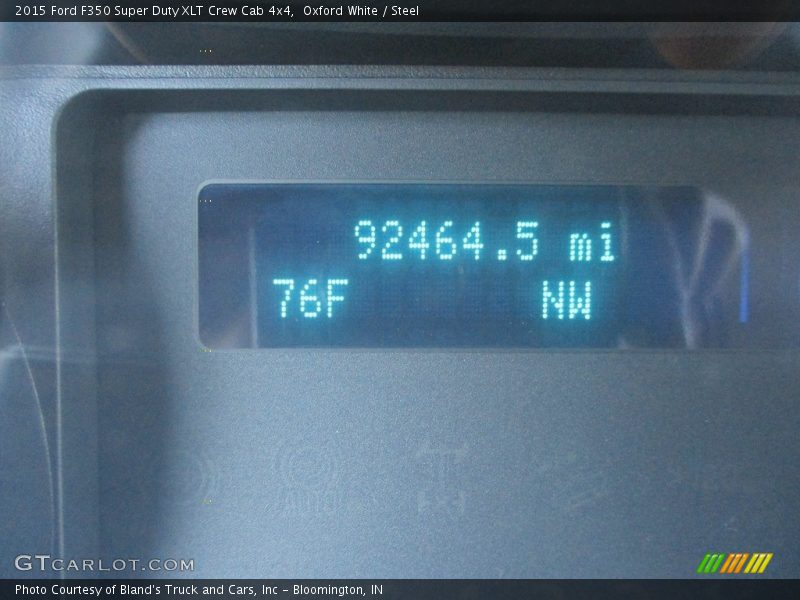 2015 Ford F350 Super Duty XLT Crew Cab 4x4,  Oxford White / Steel
92464.5 mi
76F NW
AUTO
GTCARLOT.COM
Photo Courtesy of Bland's Truck and Cars, Inc - Bloomington, IN